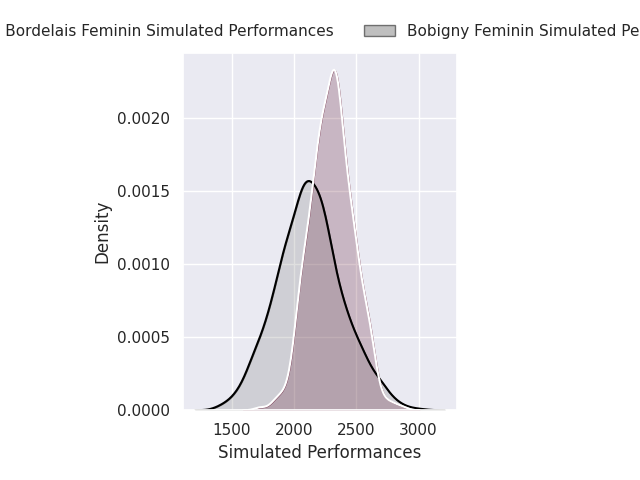 Bordelais Feminin Simulated Performances
Bobigny Feminin Simulated Pe
0.0020
0.0015
0.0010
0.0005
0.0000
Density
1500 2000 2500 3000
Simulated Performances